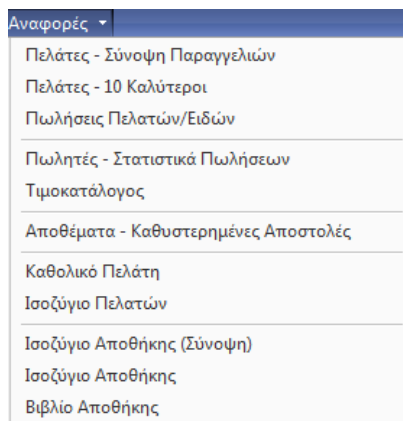 Αναφορές
Πελάτες - Σύνοψη Παραγγελιών
Πελάτες - 10 Καλύτεροι
Πωλήσεις Πελατών/Ειδών
Πωλητές - Στατιστικά Πωλήσεων
Τιμοκατάλογος
Αποθέματα - Καθυστερημένες Αποστολές
Καθολικό Πελάτη
Ισοζύγιο Πελατών
Ισοζύγιο Αποθήκης (Σύνοψη)
Ισοζύγιο Αποθήκης
Βιβλίο Αποθήκης